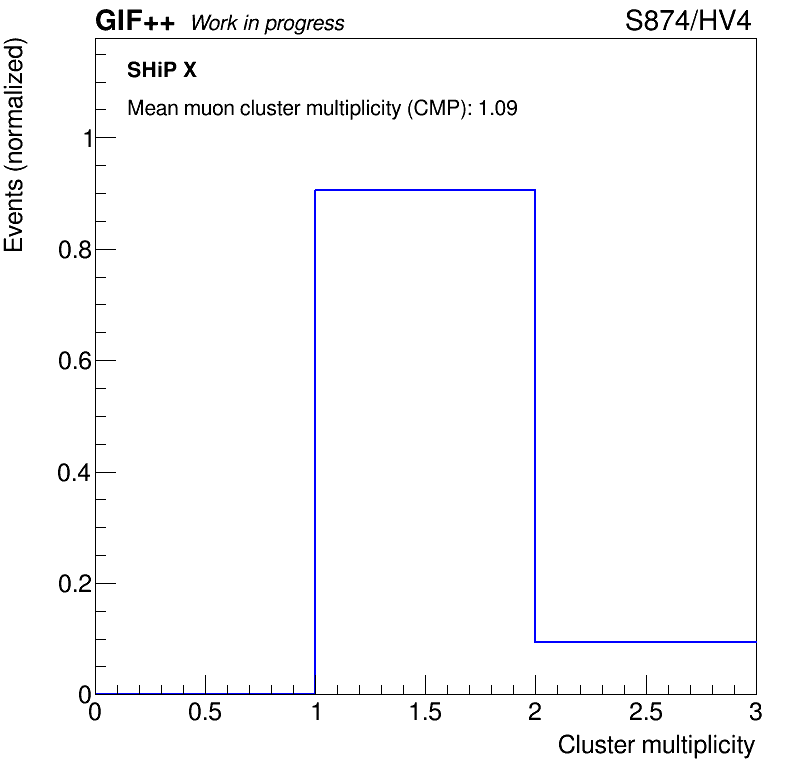 GIF++ Work in progress S874/HV4
Events (normalized)
SHiP X
Mean muon cluster multiplicity (CMP): 1.09
1
0.8
0.6
0.4
0.2
0
0 0.5 1 1.5 2 2.5 3
Cluster multiplicity